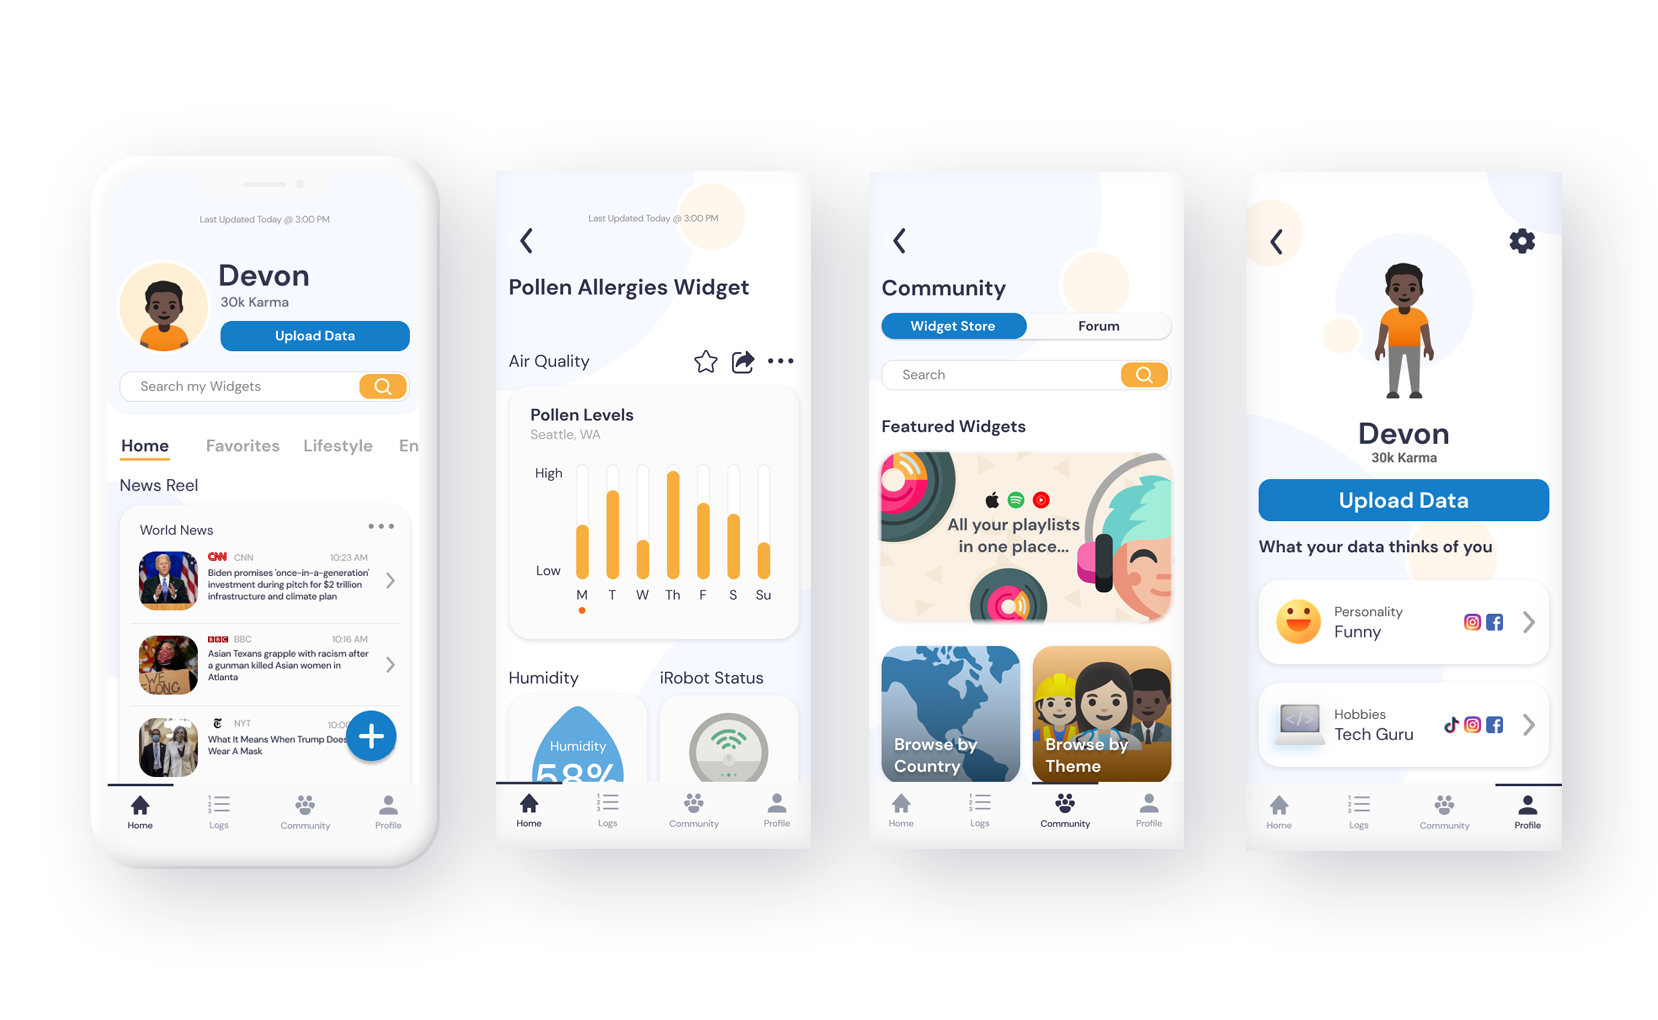 Last Updated Today @ 3:00 PM
Devon
30k Karma
Upload Data
Search my Widgets
Home
Favorites
Lifestyle
En
News Reel
World News
CNN
CNN
10:23 AM
Biden promises 'once-in-a-generation'
investment during pitch for $2 trillion
infrastructure and climate plan
BBC
BBC
10:16 AM
Asian Texans grapple with racism after
a gunman killed Asian women in
Atlanta
WE
ELONG
NYT
10:00
What It Means When Trump Does
Wear A Mask
Home
Logs
Community
Profile
Last Updated Today @ 3:00 PM
Pollen Allergies Widget
Air Quality
Pollen Levels
Seattle, WA
High
Low
M
T
W
Th
F
S
Su
Humidity
iRobot Status
Humidity
58%
Home
Logs
Community
Profile
Community
Widget Store
Forum
Search
Featured Widgets
All your playlists
in one place...
Browse by
Country
Browse by
Theme
Home
Logs
Community
Profile
Devon
30k Karma
Upload Data
What your data thinks of you
Personality
Funny
Hobbies
Tech Guru
Home
Logs
Community
Profile